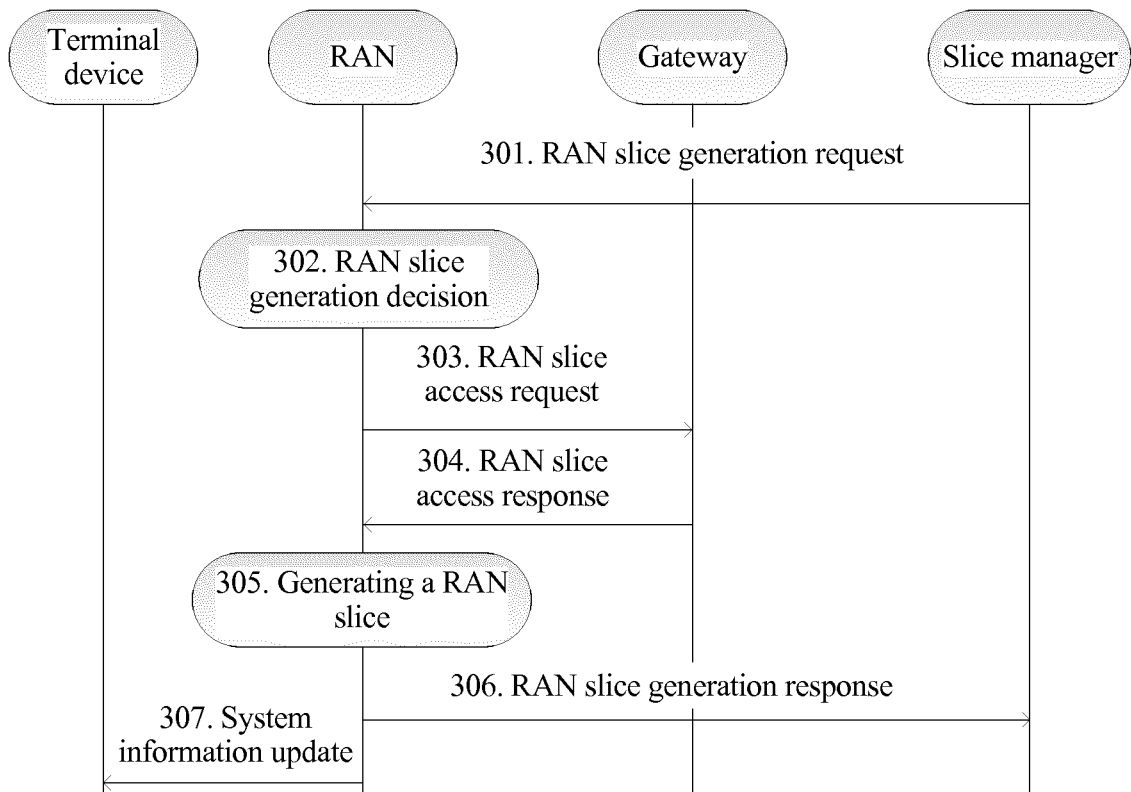 Terminal
device
RAN
Gateway
Slice manager
301. RAN slice generation request
302. RAN slice
generation decision
303. RAN slice
access request
304. RAN slice
access response
305. Generating a RAN
slice
306. RAN slice generation response
307. System
information update